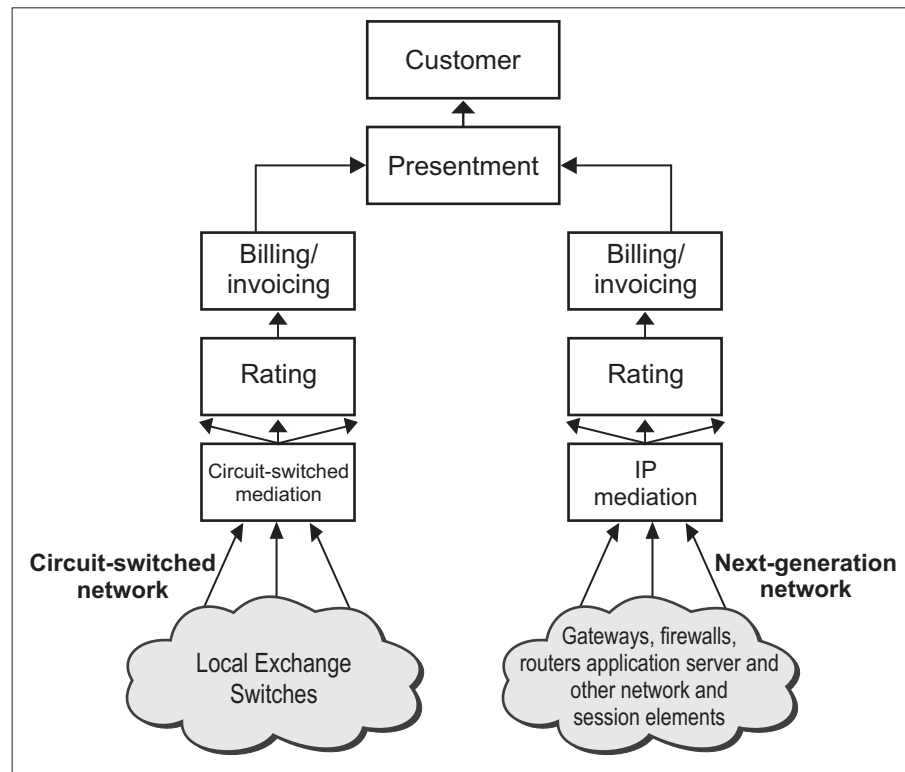 Customer
Presentment
Billing/
invoicing
Billing/
invoicing
Rating
Rating
Circuit-switched
mediation
IP
mediation
Circuit-switched
network
Next-generation
network
Local Exchange
Switches
Gateways, firewalls,
routers application server and
other network and
session elements